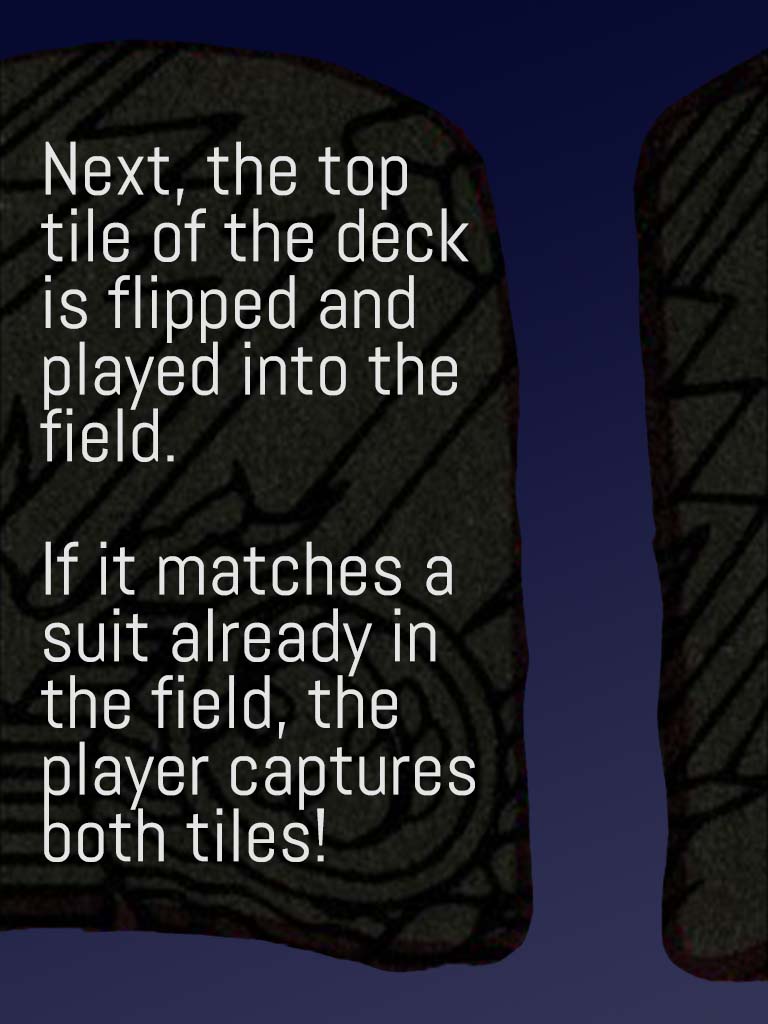 Next, the top
tile of the deck
is flipped and
played into the
field.
If it matches a
suit already in
the field, the
player captures
both tiles!